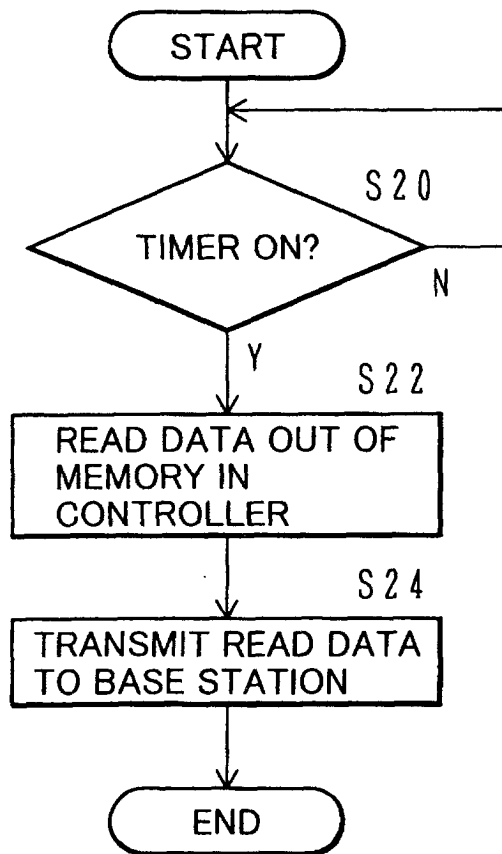 START
S20
TIMER ON?
N
Y
S22
READ DATA OUT OF
MEMORY IN
CONTROLLER
S24
TRANSMIT READ DATA
TO BASE STATION
END